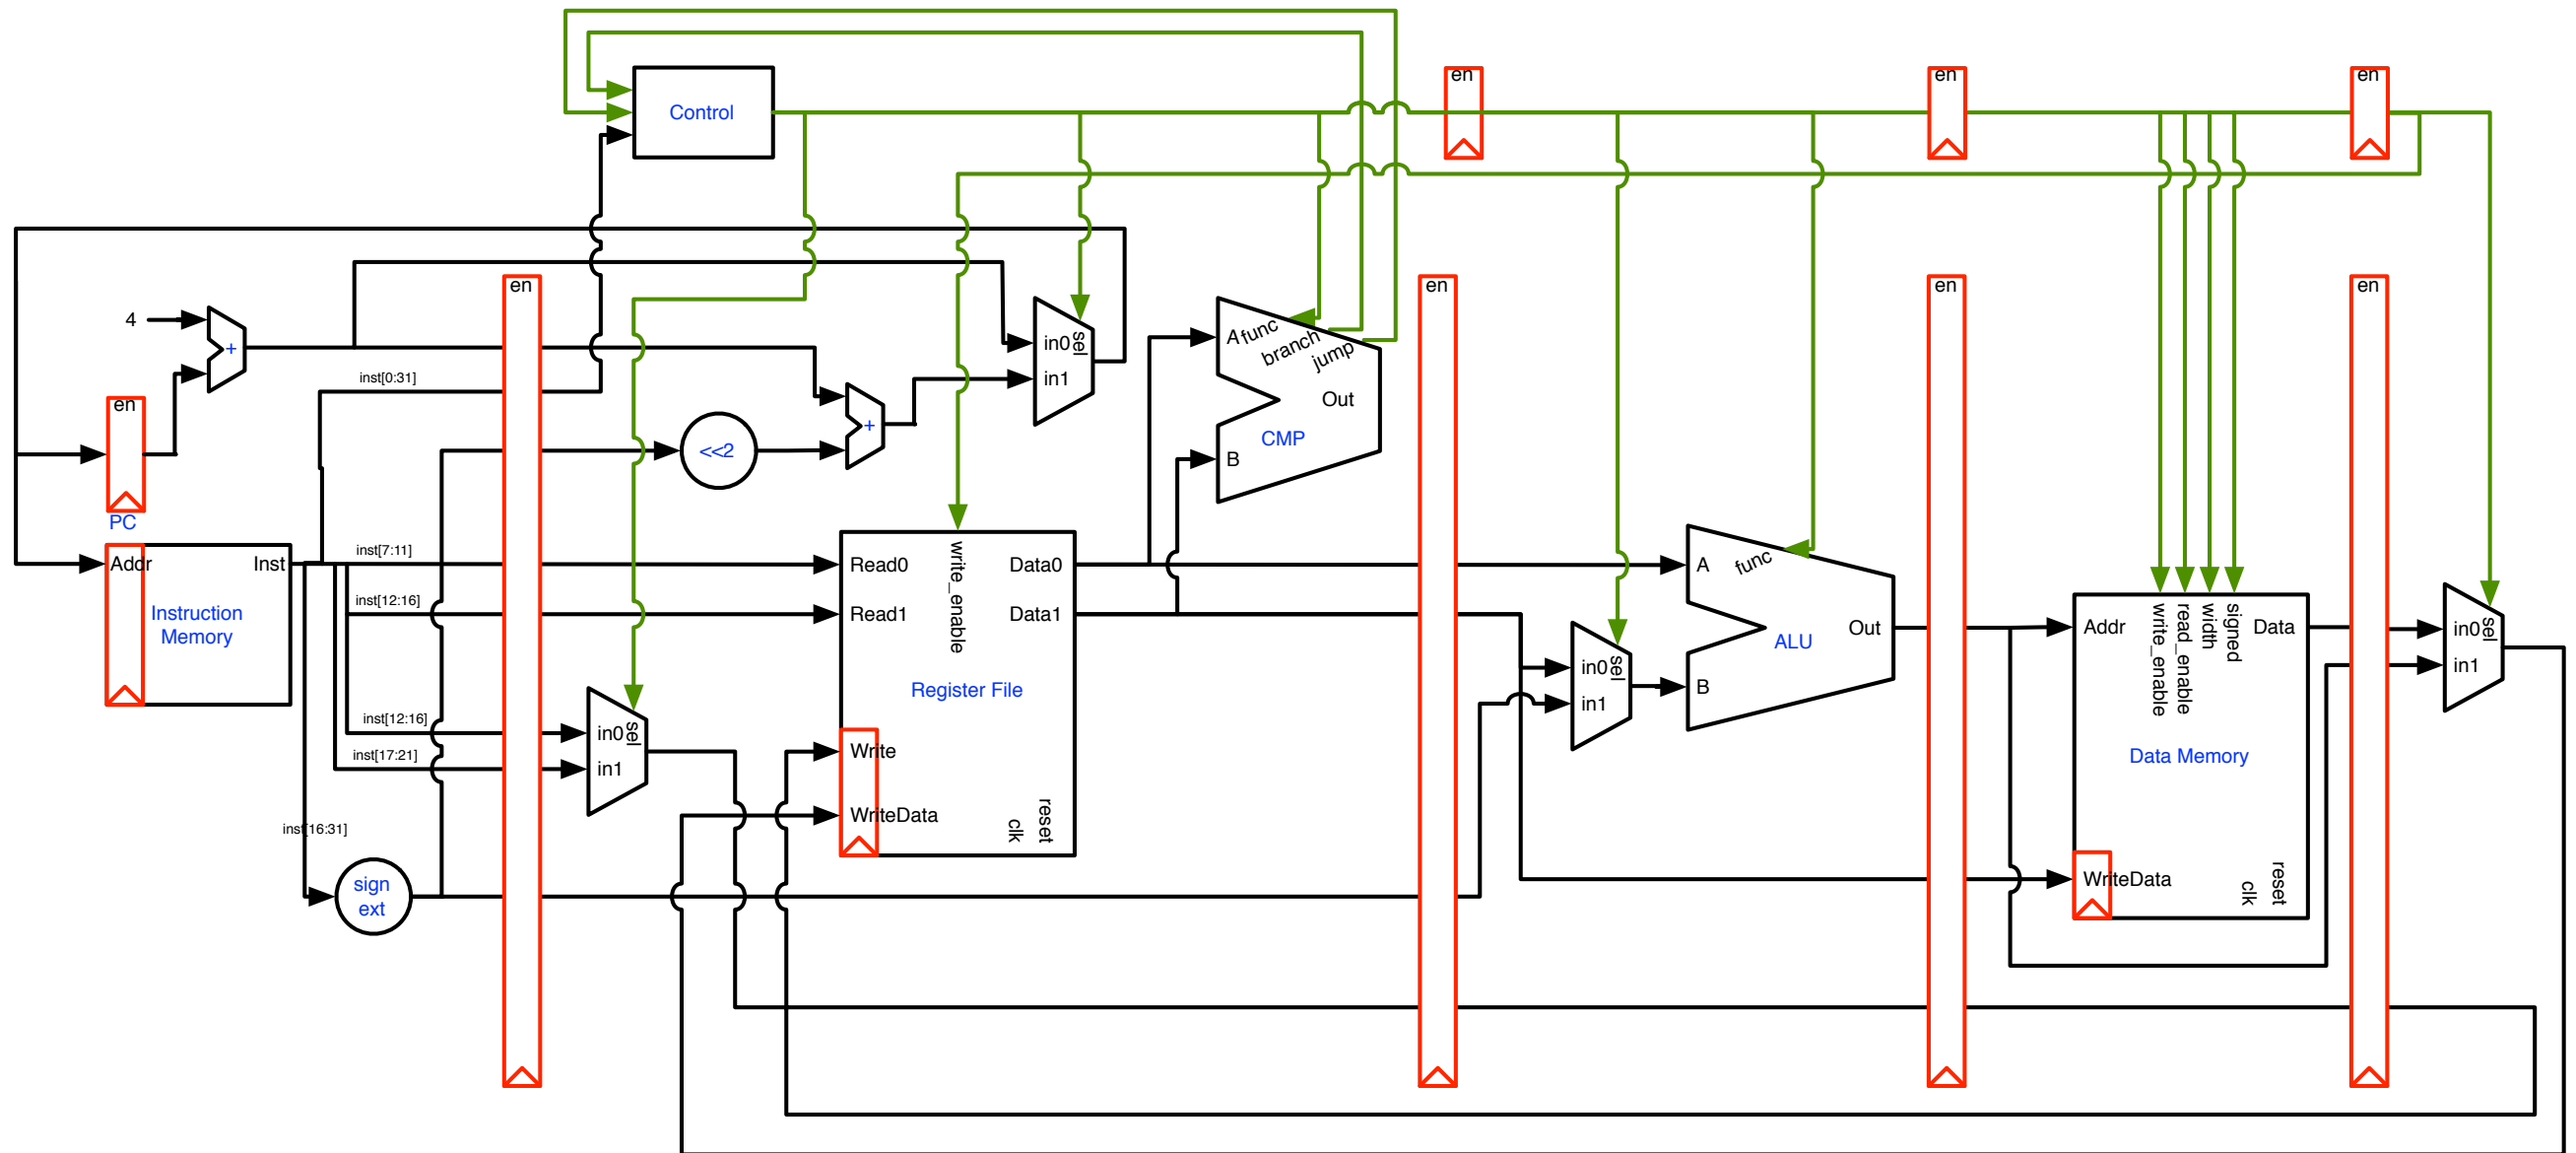 en
en
en
Control
en
en
en
en
4
+
inst[0:31]
en
PC
<<2
+
in0
sel
in1
A
func
branch
jump
Out
CMP
B
Addr
Inst
Instruction
Memory
inst[7:11]
inst[12:16]
inst[12:16]
inst[17:21]
inst[16:31]
sign
ext
in0
sel
in1
Read0
Read1
write_enable
Data0
Data1
Register File
Write
WriteData
clk
reset
in0
sel
in1
A
func
B
ALU
Out
Addr
write_enable
read_enable
width
signed
Data
Data Memory
WriteData
clk
reset
in0
sel
in1